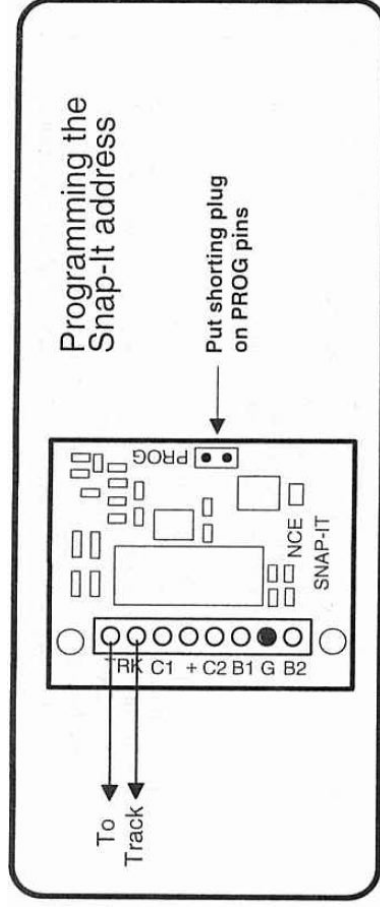 Programming the
Snap-It address
To
Track
TRK C1 + C2 B1 G B2
PROG
NCE
SNAP-IT
Put shorting plug
on PROG pins